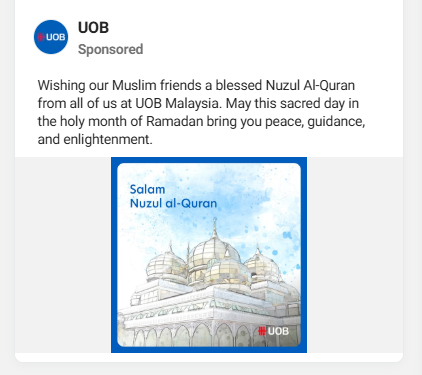 UOB
UOB
Sponsored
Wishing our Muslim friends a blessed Nuzul Al-Quran
from all of us at UOB Malaysia. May this sacred day in
the holy month of Ramadan bring you peace, guidance,
and enlightenment.
Salam
Nuzul al-Quran
UOB